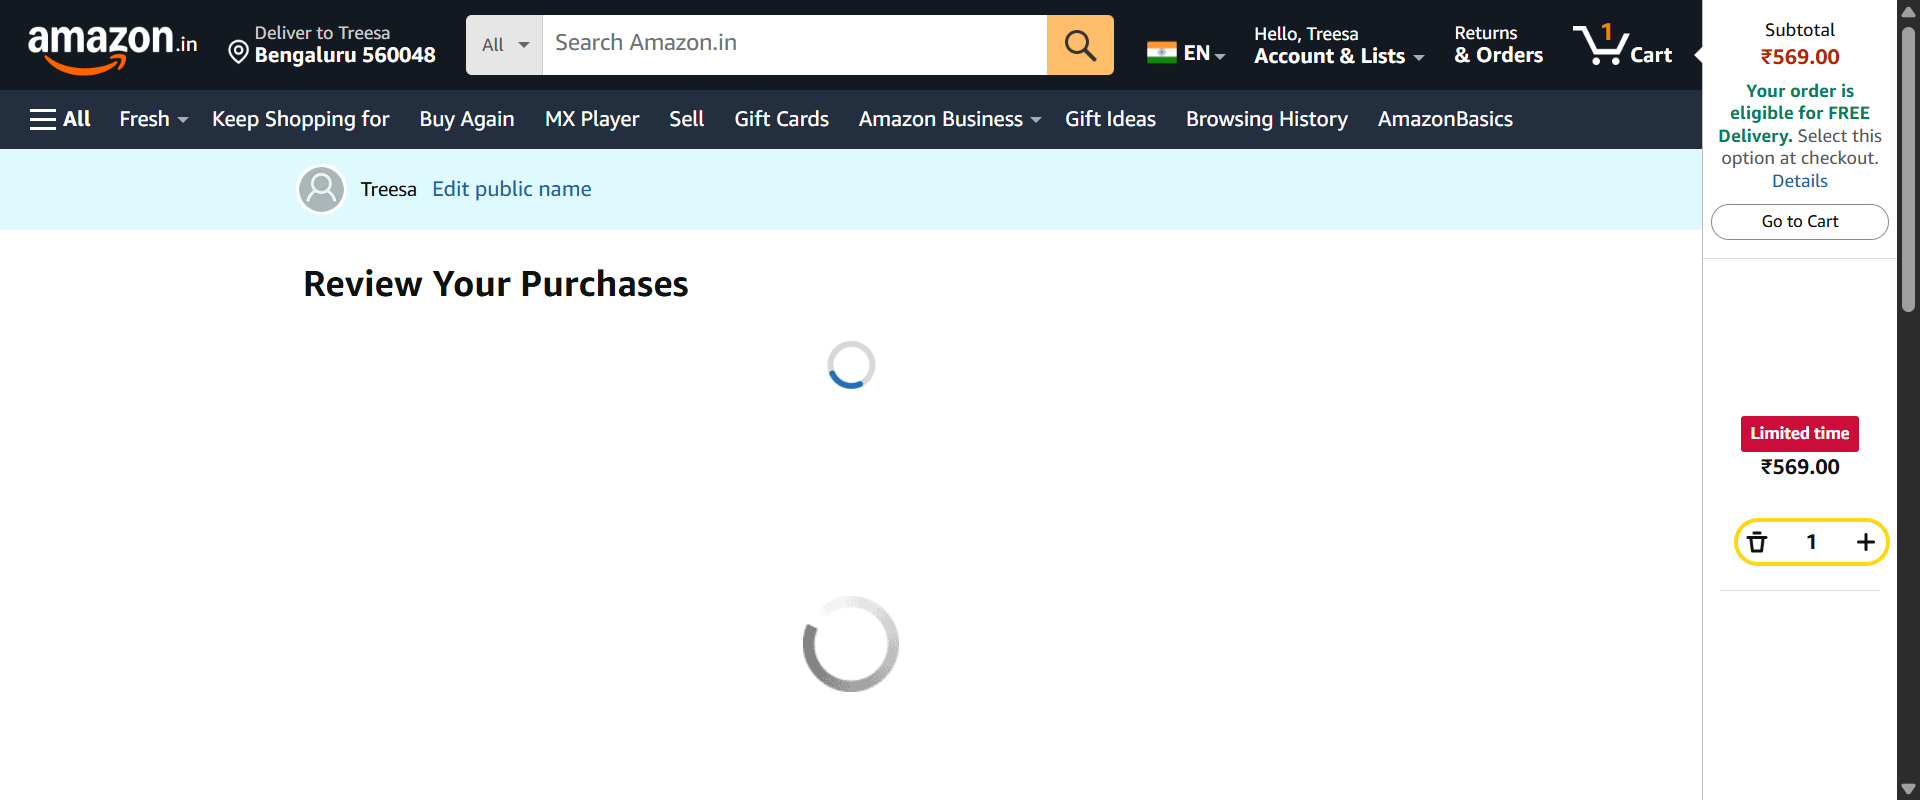 amazon.in
Deliver to Treesa
Bengaluru 560048
All
Search Amazon.in
EN
Hello, Treesa
Account & Lists
Returns
& Orders
1
Cart
All
Fresh
Keep Shopping for
Buy Again
MX Player
Sell
Gift Cards
Amazon Business
Gift Ideas
Browsing History
AmazonBasics
Treesa
Edit public name
Review Your Purchases
Subtotal
₹569.00
Your order is
eligible for FREE
Delivery. Select this
option at checkout.
Details
Go to Cart
Limited time
₹569.00
1